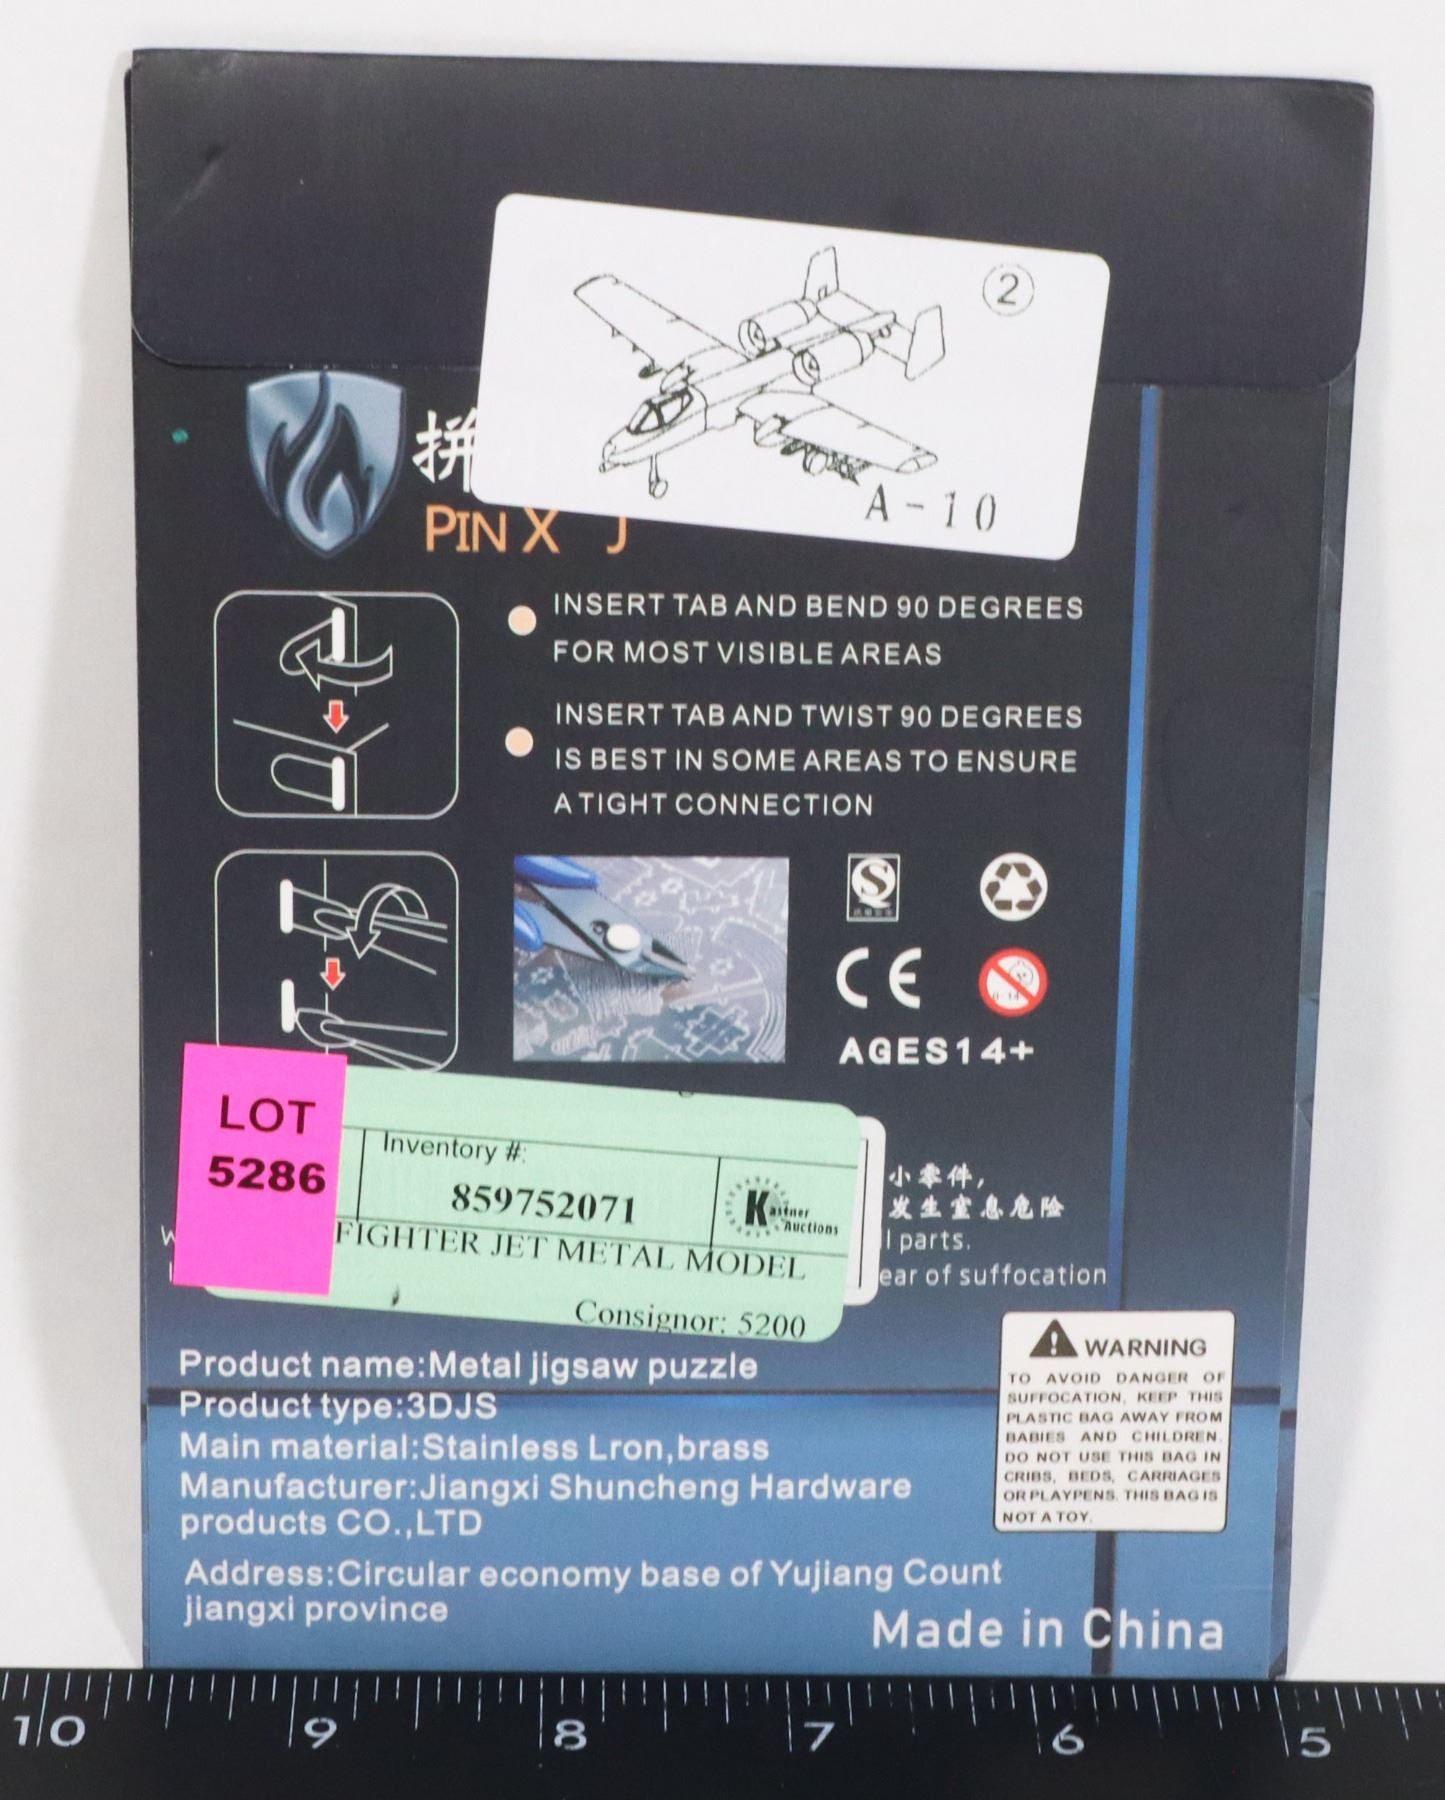 ②
A-10
拼
PIN X J
INSERT TAB AND BEND 90 DEGREES
FOR MOST VISIBLE AREAS
INSERT TAB AND TWIST 90 DEGREES
IS BEST IN SOME AREAS TO ENSURE
A TIGHT CONNECTION
CE
AGES14+
LOT
5286
Inventory #:
859752071
Kastner
Auctions
FIGHTER JET METAL MODEL
Consignor: 5200
小零件,
发生窒息危险
l parts.
ear of suffocation
Product name:Metal jigsaw puzzle
Product type:3DJS
Main material:Stainless Lron,brass
Manufacturer:Jiangxi Shuncheng Hardware
products CO.,LTD
Address:Circular economy base of Yujiang Count
jiangxi province
WARNING
TO AVOID DANGER OF
SUFFOCATION, KEEP THIS
PLASTIC BAG AWAY FROM
BABIES AND CHILDREN.
DO NOT USE THIS BAG IN
CRIBS, BEDS, CARRIAGES
OR PLAYPENS. THIS BAG IS
NOT A TOY.
Made in China
10 9 8 7 6 5